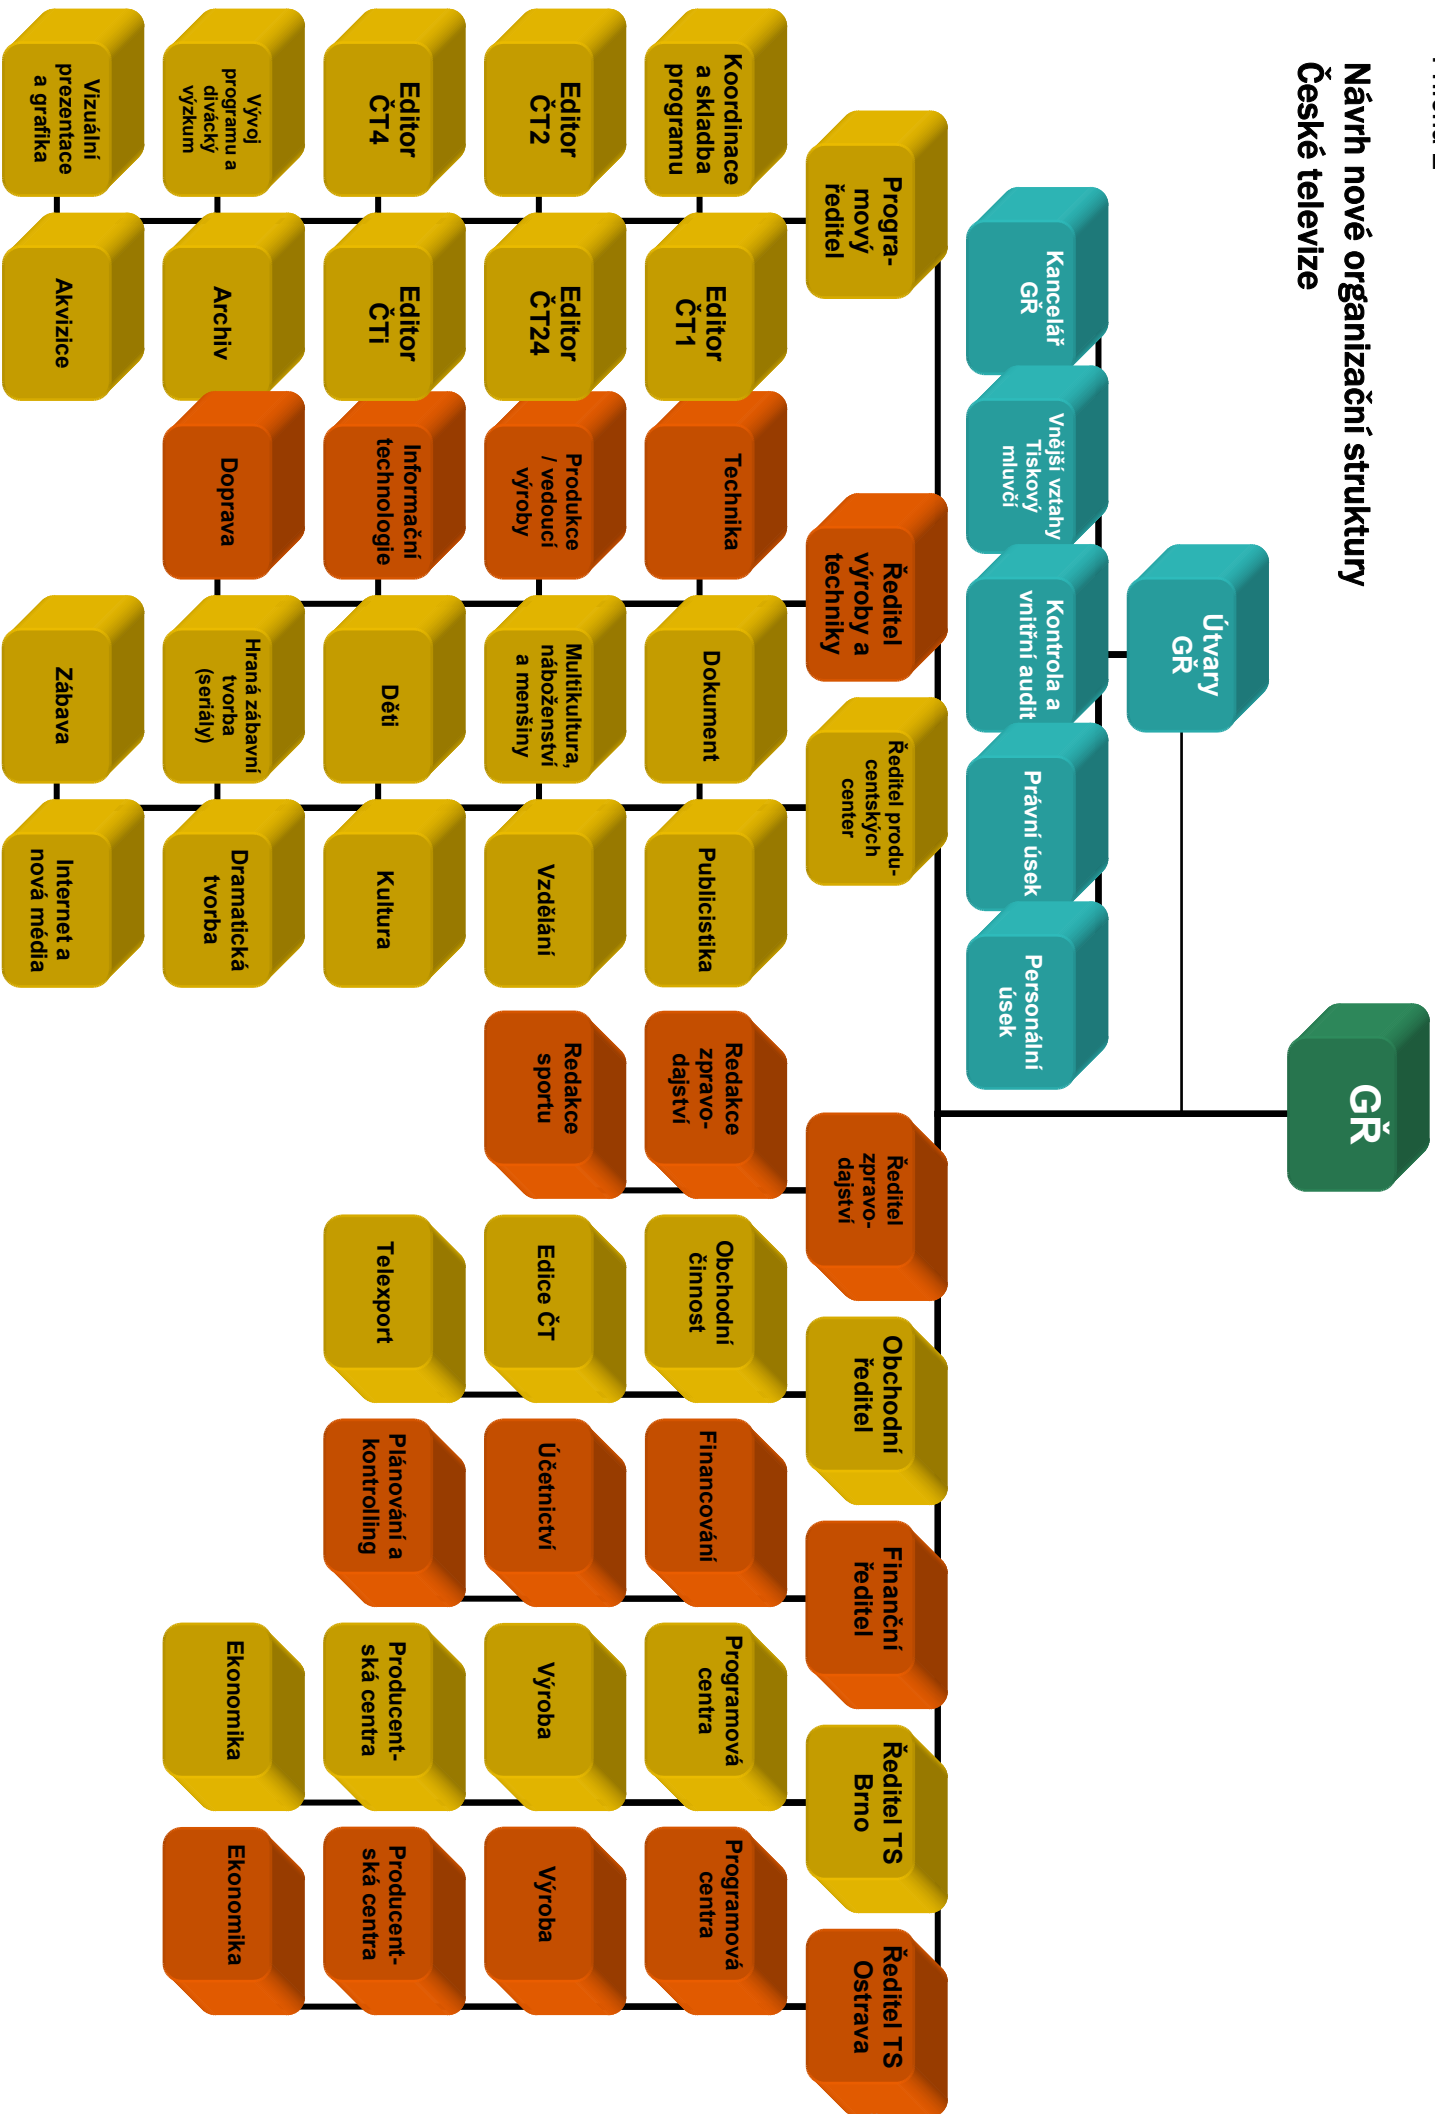 Návrh nové organizační struktury
České televize
GŘ
Útvary
GŘ
Kancelář
GŘ
Vnější vztahy
Tiskový
mluvčí
Kontrola a
vnitřní audit
Právní úsek
Personální
úsek
Progra-
mový
ředitel
Ředitel
výroby a
techniky
Ředitel produ-
centských
center
Ředitel
zpravo-
dajství
Obchodní
ředitel
Finanční
ředitel
Ředitel TS
Brno
Ředitel TS
Ostrava
Koordinace
a skladba
programu
Editor
ČT1
Technika
Dokument
Publicistika
Redakce
zpravo-
dajství
Obchodní
činnost
Financování
Programová
centra
Programová
centra
Editor
ČT2
Editor
ČT24
Produkce
/ vedoucí
výroby
Multikultura,
náboženství
a menšiny
Vzdělání
Redakce
sportu
Edice ČT
Účetnictví
Výroba
Výroba
Editor
ČT4
Editor
ČTi
Informační
technologie
Děti
Kultura
Telexport
Plánování a
kontrolling
Producent-
ská centra
Producent-
ská centra
Vývoj
programu a
divácký
výzkum
Archiv
Doprava
Hraná zábavní
tvorba
(seriály)
Dramatická
tvorba
Ekonomika
Ekonomika
Vizuální
prezentace
a grafika
Akvizice
Zábava
Internet a
nová média